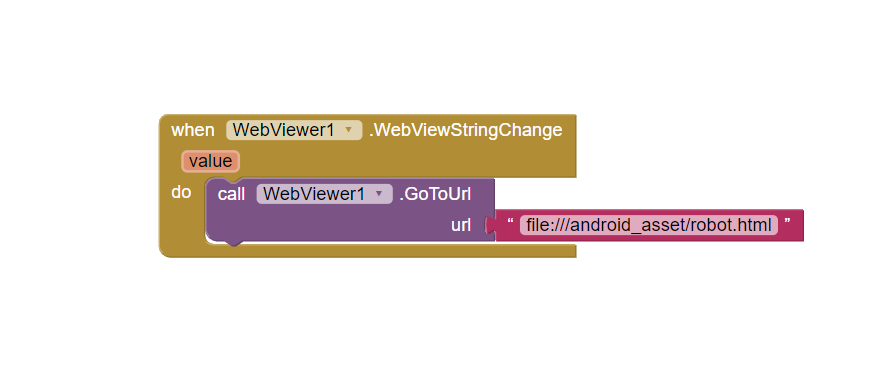 when WebViewer1 .WebViewStringChange
value
do call WebViewer1 .GoToUrl
url “ file:///android_asset/robot.html ”